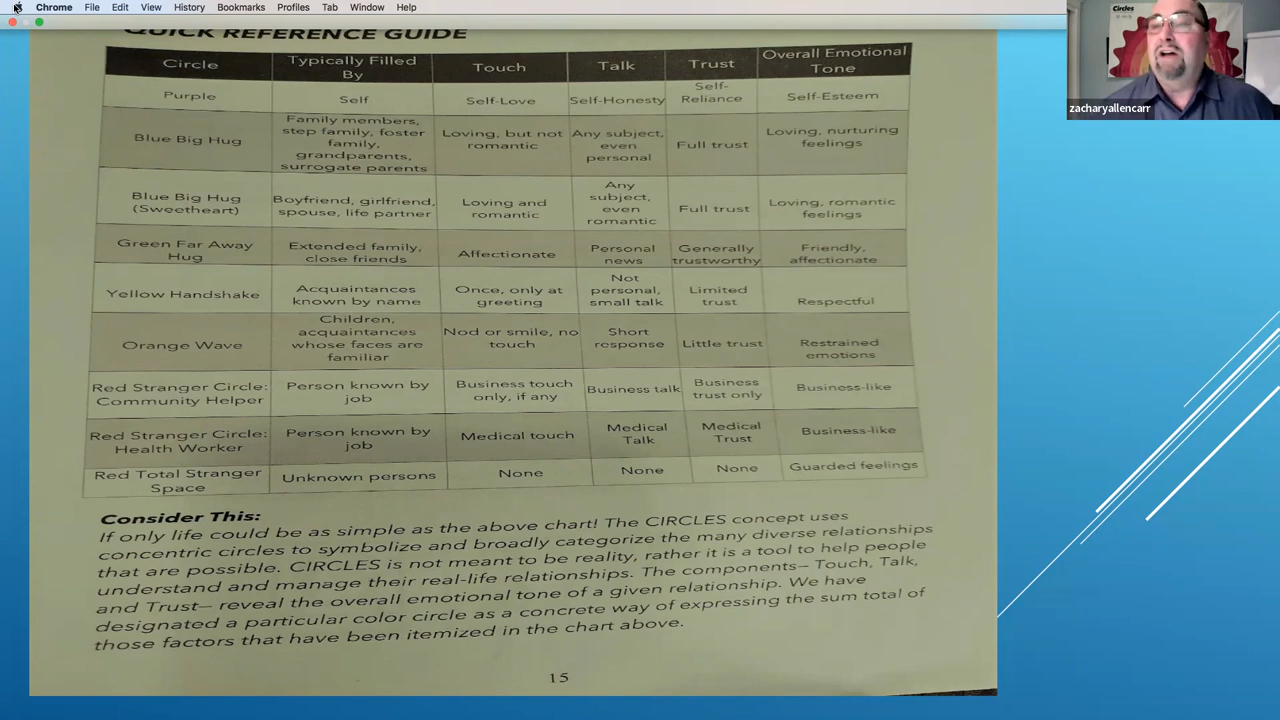 Chrome File Edit View History Bookmarks Profiles Tab Window Help
Circles
zacharyallencarr
QUICK REFERENCE GUIDE
Circle Typically Filled By Touch Talk Trust Overall Emotional Tone
Purple Self Self-Love Self-Honesty Self-Reliance Self-Esteem
Blue Big Hug Family members, step family, foster family, grandparents, surrogate parents Loving, but not romantic Any subject, even personal Full trust Loving, nurturing feelings
Blue Big Hug (Sweetheart) Boyfriend, girlfriend, spouse, life partner Loving and romantic Any subject, even romantic Full trust Loving, romantic feelings
Green Far Away Hug Extended family, close friends Affectionate Personal news Generally trustworthy Friendly, affectionate
Yellow Handshake Acquaintances known by name Once, only at greeting Not personal, small talk Limited trust Respectful
Orange Wave Children, acquaintances whose faces are familiar Nod or smile, no touch Short response Little trust Restrained emotions
Red Stranger Circle: Community Helper Person known by job Business touch only, if any Business talk Business trust only Business-like
Red Stranger Circle: Health Worker Person known by job Medical touch Medical Talk Medical Trust Business-like
Red Total Stranger Space Unknown persons None None None Guarded feelings
Consider This:
If only life could be as simple as the above chart! The CIRCLES concept uses
concentric circles to symbolize and broadly categorize the many diverse relationships
that are possible. CIRCLES is not meant to be reality, rather it is a tool to help people
understand and manage their real-life relationships. The components– Touch, Talk,
and Trust– reveal the overall emotional tone of a given relationship. We have
designated a particular color circle as a concrete way of expressing the sum total of
those factors that have been itemized in the chart above.
15